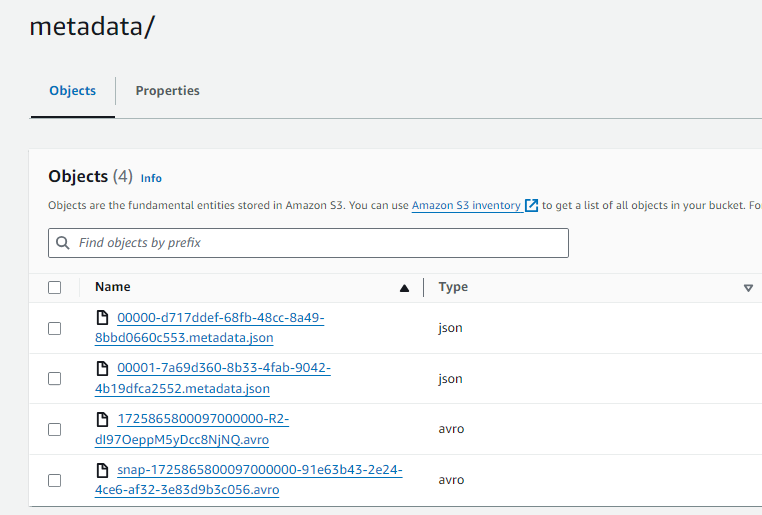 metadata/
Objects
Properties
Objects (4) Info
Objects are the fundamental entities stored in Amazon S3. You can use Amazon S3 inventory to get a list of all objects in your bucket. Fo
Find objects by prefix
Name
Type
00000-d717ddef-68fb-48cc-8a49-
8bbd0660c553.metadata.json
json
00001-7a69d360-8b33-4fab-9042-
4b19dfca2552.metadata.json
json
1725865800097000000-R2-
dI97OeppM5yDcc8NjNQ.avro
avro
snap-1725865800097000000-91e63b43-2e24-
4ce6-af32-3e83d9b3c056.avro
avro